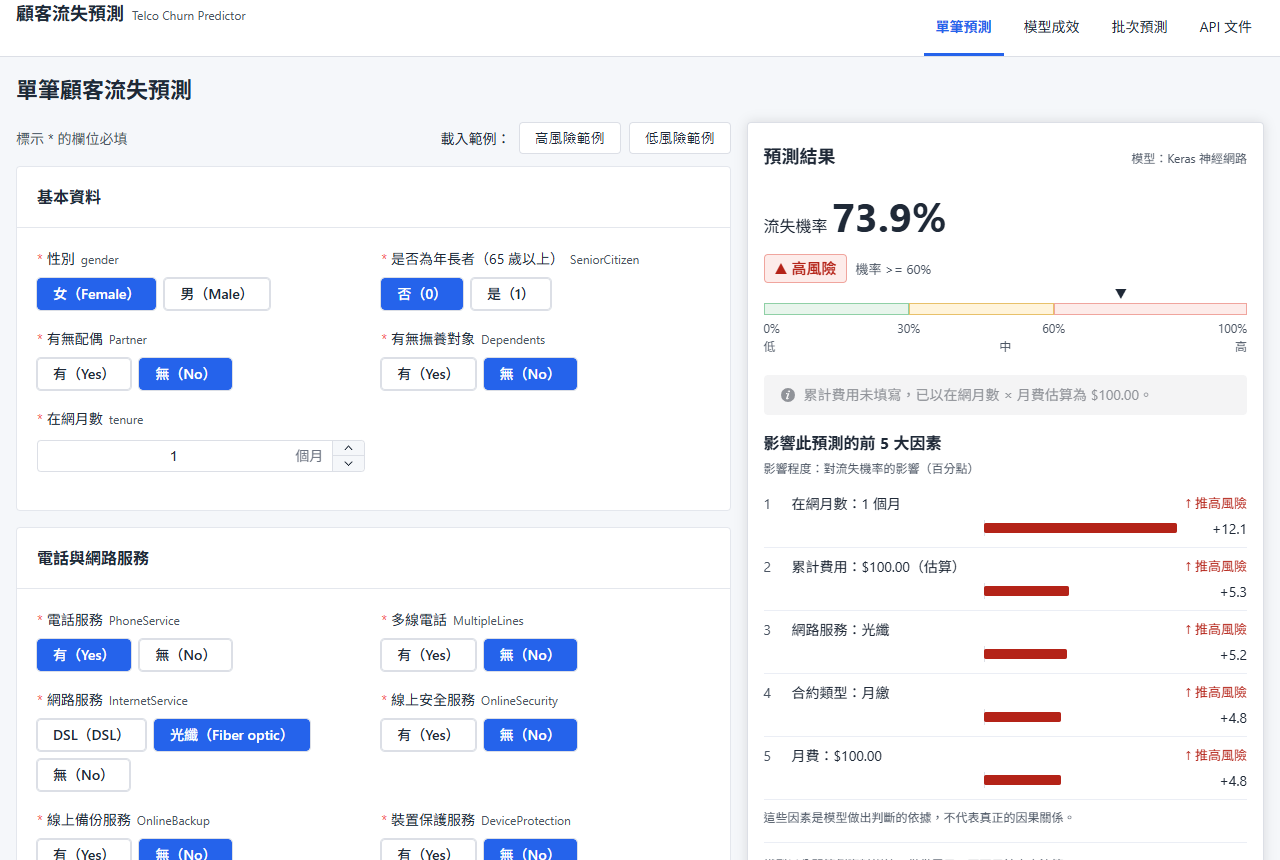 顧客流失預測 Telco Churn Predictor
單筆預測 模型成效 批次預測 API 文件
單筆顧客流失預測
標示 * 的欄位必填
載入範例： 高風險範例 低風險範例
基本資料
* 性別 gender
女（Female） 男（Male）
* 是否為年長者（65 歲以上） SeniorCitizen
否（0） 是（1）
* 有無配偶 Partner
有（Yes） 無（No）
* 有無撫養對象 Dependents
有（Yes） 無（No）
* 在網月數 tenure
1 個月
電話與網路服務
* 電話服務 PhoneService
有（Yes） 無（No）
* 多線電話 MultipleLines
有（Yes） 無（No）
* 網路服務 InternetService
DSL（DSL） 光纖（Fiber optic）
無（No）
* 線上安全服務 OnlineSecurity
有（Yes） 無（No）
* 線上備份服務 OnlineBackup
有（Yes） 無（No）
* 裝置保護服務 DeviceProtection
有（Yes） 無（No）
預測結果
模型：Keras 神經網路
流失機率 73.9%
▲ 高風險 機率 >= 60%
0% 30% 60% 100%
低 中 高
累計費用未填寫，已以在網月數 × 月費估算為 $100.00。
影響此預測的前 5 大因素
影響程度：對流失機率的影響（百分點）
1 在網月數：1 個月 ↑ 推高風險
+12.1
2 累計費用：$100.00（估算） ↑ 推高風險
+5.3
3 網路服務：光纖 ↑ 推高風險
+5.2
4 合約類型：月繳 ↑ 推高風險
+4.8
5 月費：$100.00 ↑ 推高風險
+4.8
這些因素是模型做出判斷的依據，不代表真正的因果關係。